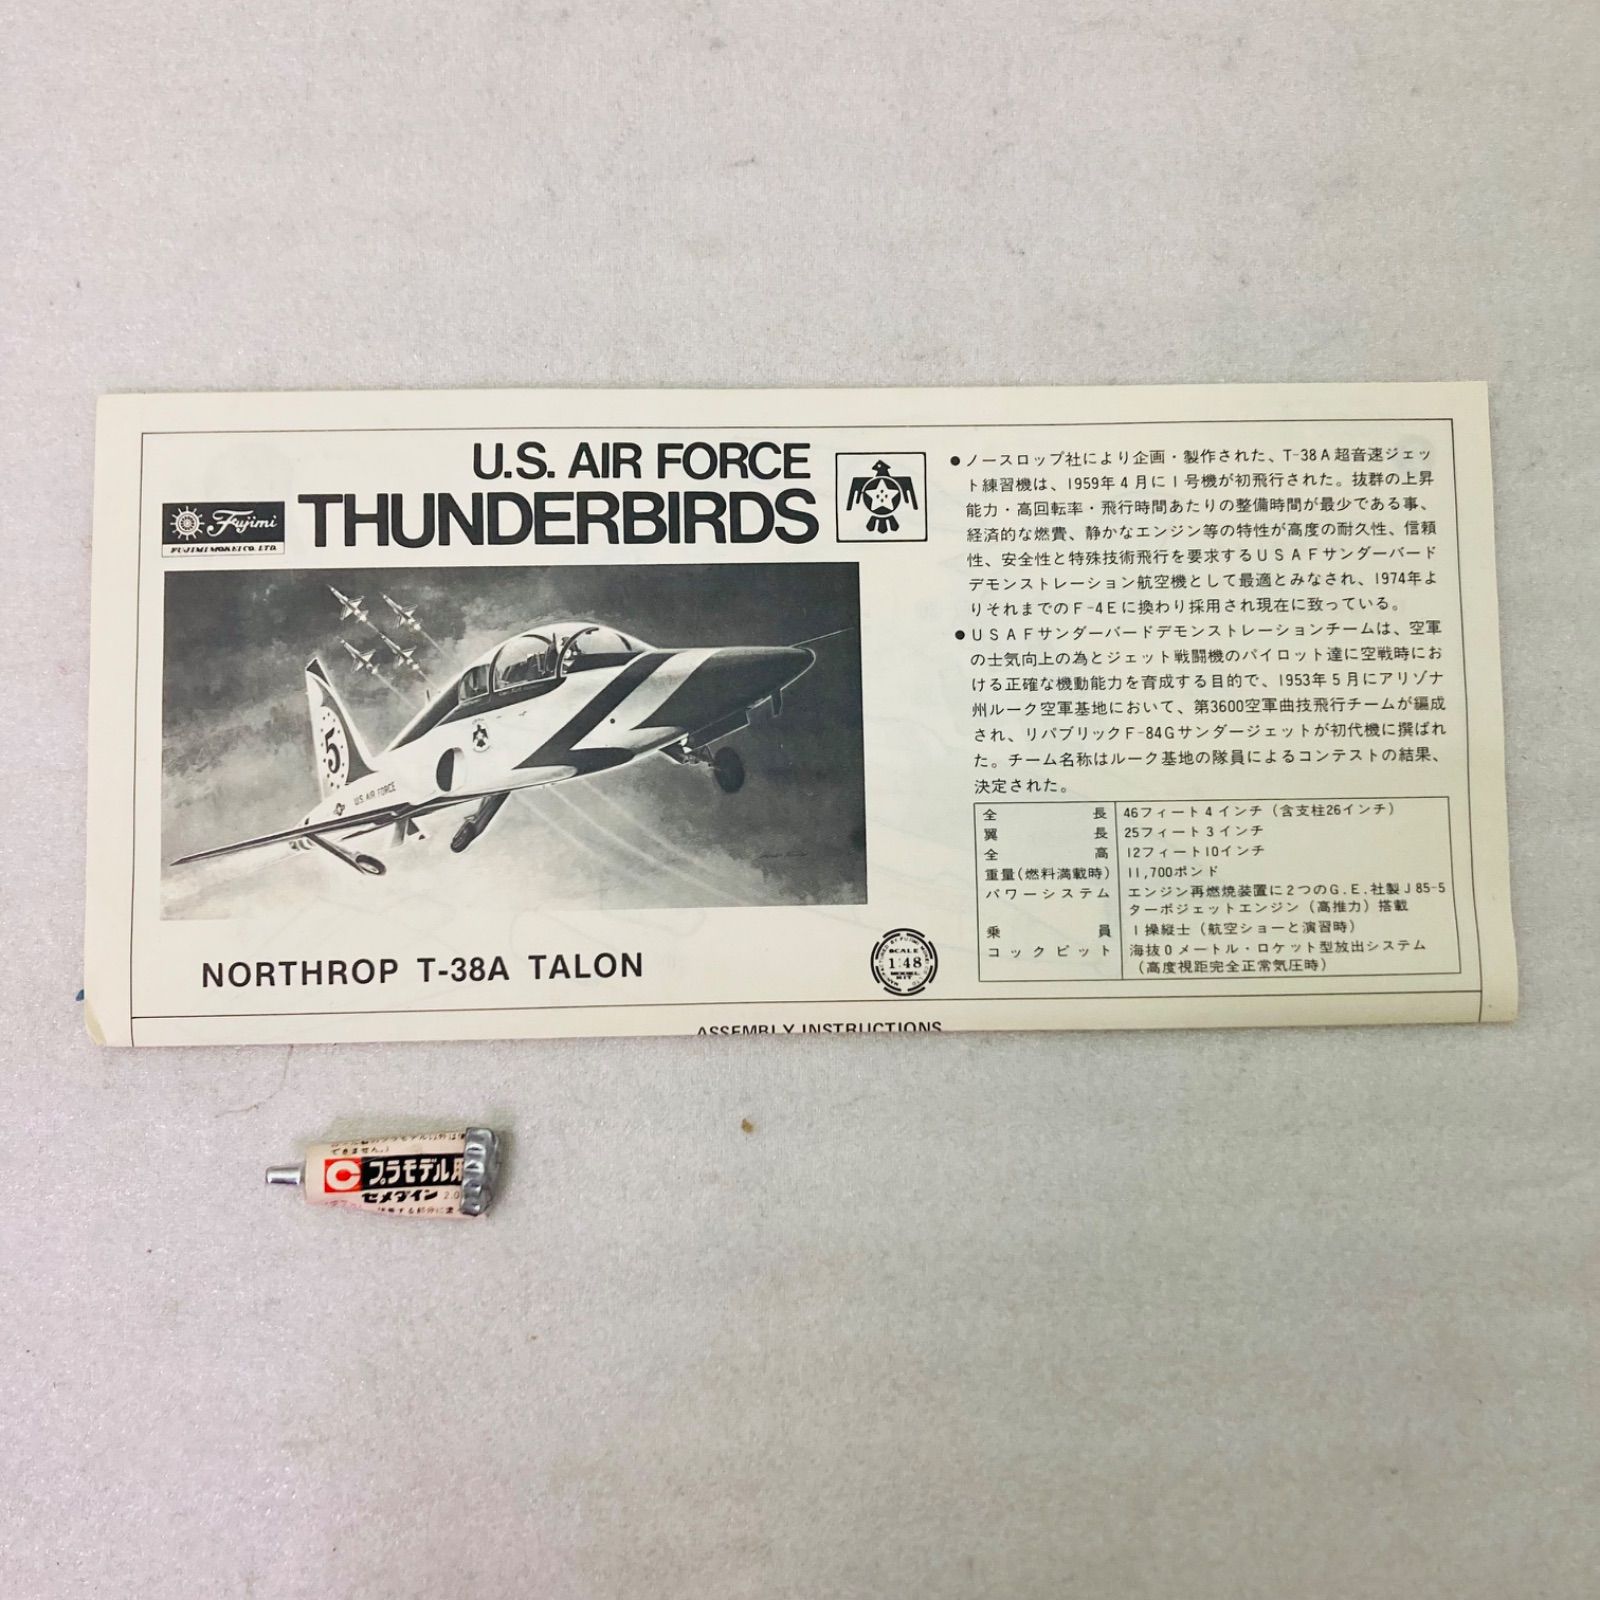 U.S. AIR FORCE
THUNDERBIRDS
Fujimi
FUJIMI MOKEI CO. LTD.
5
U.S. AIR FORCE
NORTHROP T-38A TALON
SCALE
1:48
MODEL
KIT
●ノースロップ社により企画・製作された、T-38A超音速ジェッ
ト練習機は、1959年4月に1号機が初飛行された。抜群の上昇
能力・高回転率・飛行時間あたりの整備時間が最少である事、
経済的な燃費、静かなエンジン等の特性が高度の耐久性、信頼
性、安全性と特殊技術飛行を要求するUSAFサンダーバード
デモンストレーション航空機として最適とみなされ、1974年よ
りそれまでのF-4Eに換わり採用され現在に致っている。
●USAFサンダーバードデモンストレーションチームは、空軍
の士気向上の為とジェット戦闘機のパイロット達に空戦時にお
ける正確な機動能力を育成する目的で、1953年5月にアリゾナ
州ルーク空軍基地において、第3600空軍曲技飛行チームが編成
され、リパブリックF-84Gサンダージェットが初代機に撰ばれ
た。チーム名称はルーク基地の隊員によるコンテストの結果、
決定された。
全長 46フィート4インチ(含支柱26インチ)
翼長 25フィート3インチ
全高 12フィート10インチ
重量(燃料満載時) 11,700ポンド
パワーシステム エンジン再燃焼装置に2つのG.E.社製J85-5
ターボジェットエンジン(高推力)搭載
乗員 1操縦士(航空ショーと演習時)
コックピット 海抜0メートル・ロケット型放出システム
(高度視距完全正常気圧時)
ASSEMBLY INSTRUCTIONS
できません。)
C プラモデル用
セメダイン 2.0